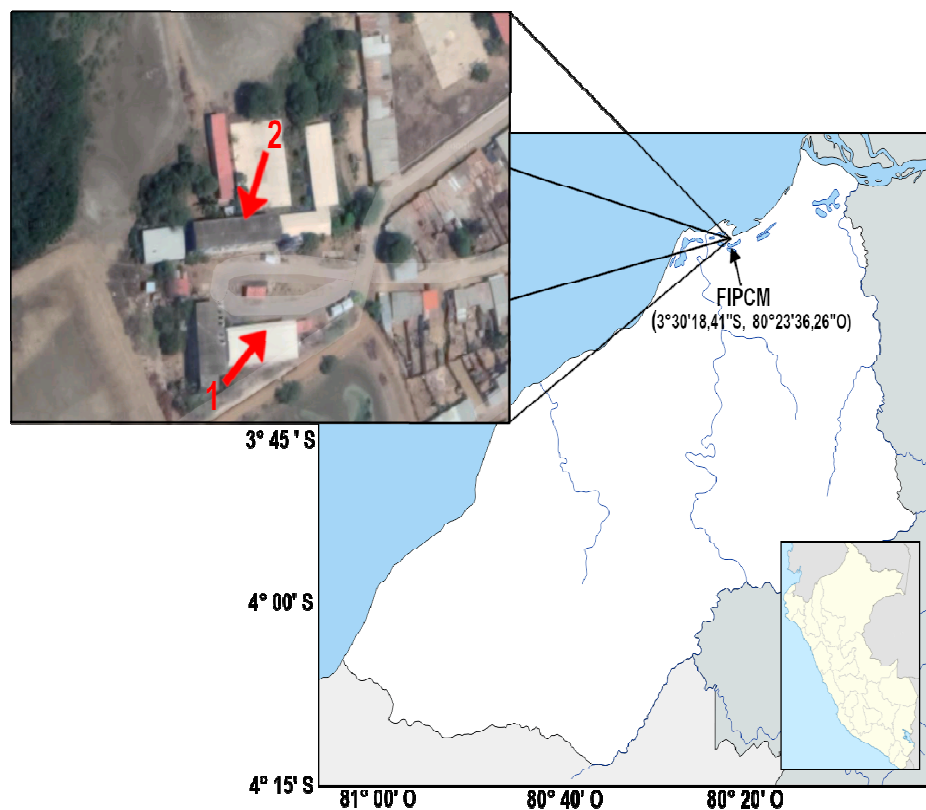 2
1
FIPCM
(3°30'18,41"S, 80°23'36,26"O)
3° 45' S
4° 00' S
4° 15' S
81° 00' O
80° 40' O
80° 20' O